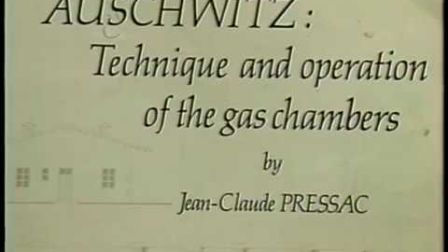 AUSCHWITZ:
Technique and operation
of the gas chambers
by
Jean-Claude PRESSAC